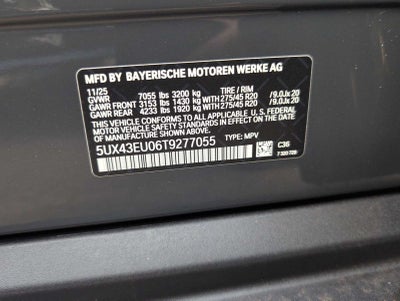 MFD BY BAYERISCHE MOTOREN WERKE AG
11/25 TIRE / RIM
GVWR 7055 lbs 3200 kg
GAWR FRONT 3153 lbs 1430 kg WITH 275/45 R20 /9.0Jx20
GAWR REAR 4233 lbs 1920 kg WITH 275/45 R20 /9.0Jx20
THIS VEHICLE CONFORMS TO ALL APPLICABLE U.S. FEDERAL
MOTOR VEHICLE SAFETY STANDARDS IN EFFECT ON THE
DATE OF MANUFACTURE SHOWN ABOVE.
5UX43EU06T9277055 TYPE: MPV
C36